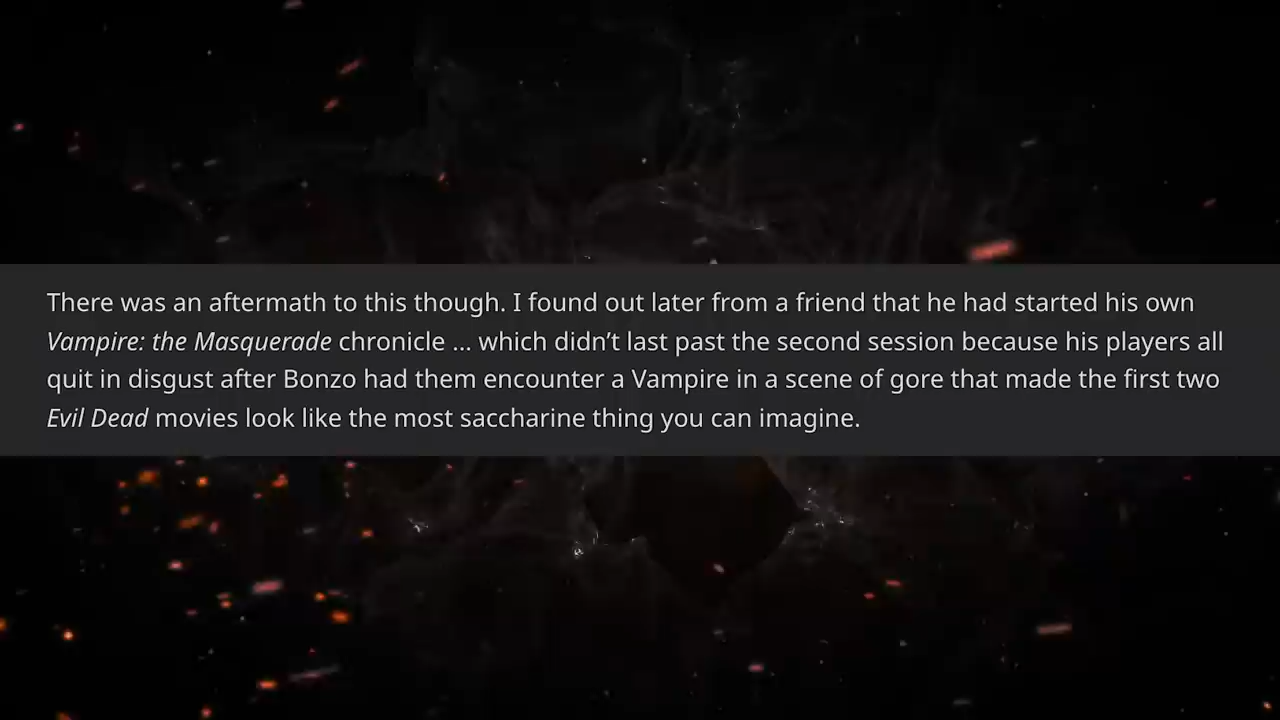 There was an aftermath to this though. I found out later from a friend that he had started his own
Vampire: the Masquerade chronicle ... which didn’t last past the second session because his players all
quit in disgust after Bonzo had them encounter a Vampire in a scene of gore that made the first two
Evil Dead movies look like the most saccharine thing you can imagine.